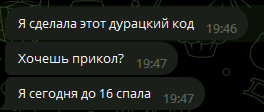 Я сделала этот дурацкий код 19:46
Хочешь прикол? 19:47
Я сегодня до 16 спала 19:47